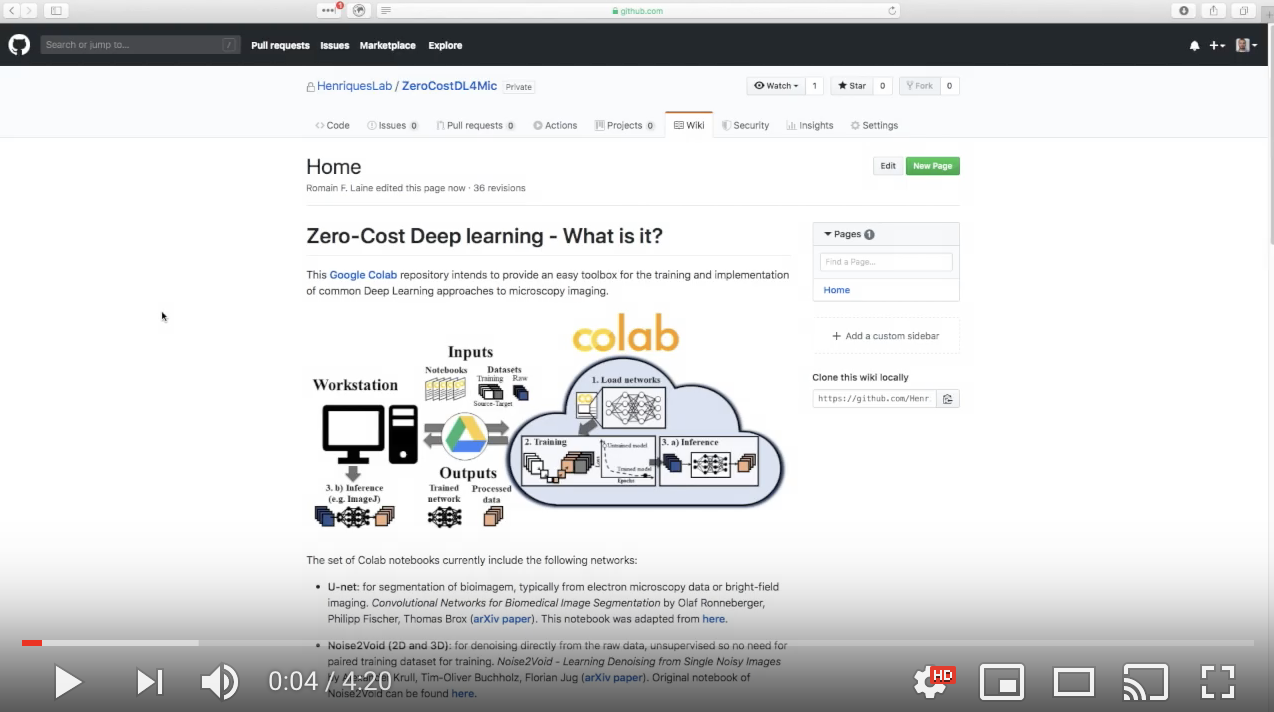 github.com
Search or jump to... /
Pull requests Issues Marketplace Explore
HenriquesLab / ZeroCostDL4Mic Private
Watch 1 Star 0 Fork 0
Code Issues 0 Pull requests 0 Actions Projects 0 Wiki Security Insights Settings
Home
Edit New Page
Romain F. Laine edited this page now · 36 revisions
Zero-Cost Deep learning - What is it?
This Google Colab repository intends to provide an easy toolbox for the training and implementation
of common Deep Learning approaches to microscopy imaging.
Pages 1
Find a Page...
Home
+ Add a custom sidebar
Clone this wiki locally
https://github.com/Henr
colab
Inputs
Notebooks Datasets
Training Raw
Source-Target
Workstation
1. Load networks
2. Training
Untrained model
Trained model
Loss
Epochs
3. a) Inference
Outputs
Trained
network
Processed
data
3. b) Inference
(e.g. ImageJ)
The set of Colab notebooks currently include the following networks:
• U-net: for segmentation of bioimagem, typically from electron microscopy data or bright-field
imaging. Convolutional Networks for Biomedical Image Segmentation by Olaf Ronneberger,
Philipp Fischer, Thomas Brox (arXiv paper). This notebook was adapted from here.
• Noise2Void (2D and 3D): for denoising directly from the raw data, unsupervised so no need for
paired training dataset for training. Noise2Void - Learning Denoising from Single Noisy Images
by Alexander Krull, Tim-Oliver Buchholz, Florian Jug (arXiv paper). Original notebook of
Noise2Void can be found here.
0:04 / 4:20
HD